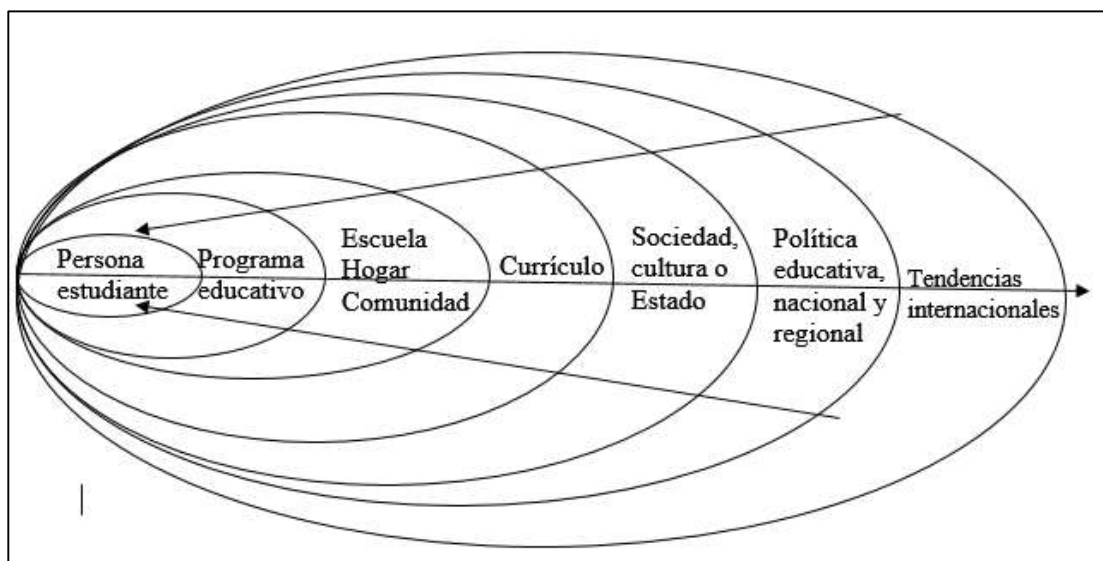 Persona
estudiante
Programa
educativo
Escuela
Hogar
Comunidad
Currículo
Sociedad,
cultura o
Estado
Política
educativa,
nacional y
regional
Tendencias
internacionales